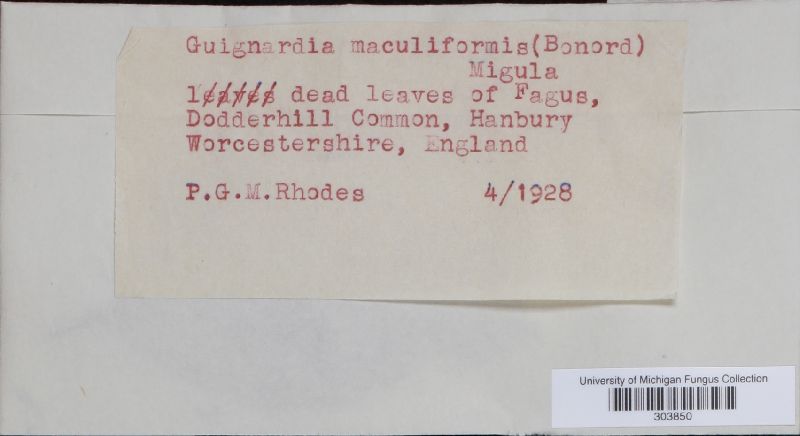 Guignardia maculiformis(Bonord)
Migula
leaves dead leaves of Fagus,
Dodderhill Common, Hanbury
Worcestershire, England
P.G.M.Rhodes 4/1928
University of Michigan Fungus Collection
303850